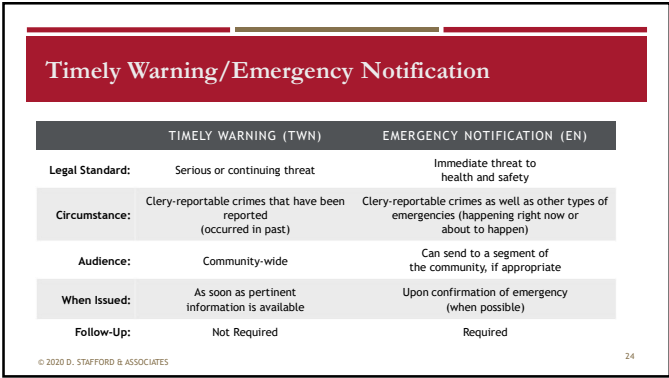 Timely Warning/Emergency Notification
TIMELY WARNING (TWN) EMERGENCY NOTIFICATION (EN)
Legal Standard: Serious or continuing threat Immediate threat to
health and safety
Circumstance: Clery-reportable crimes that have been
reported
(occurred in past) Clery-reportable crimes as well as other types of
emergencies (happening right now or
about to happen)
Audience: Community-wide Can send to a segment of
the community, if appropriate
When Issued: As soon as pertinent
information is available Upon confirmation of emergency
(when possible)
Follow-Up: Not Required Required
© 2020 D. STAFFORD & ASSOCIATES
24